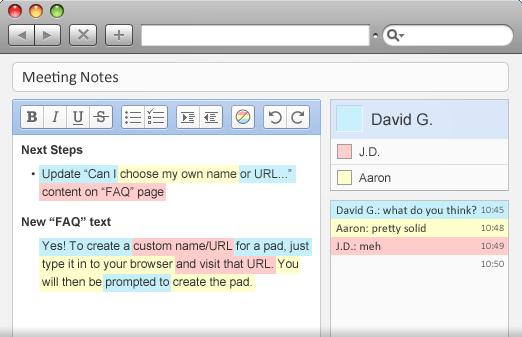 Meeting Notes
B I U S
Next Steps
• Update “Can I choose my own name or URL...”
content on “FAQ” page
New “FAQ” text
Yes! To create a custom name/URL for a pad, just
type it in to your browser and visit that URL. You
will then be prompted to create the pad.
David G.
J.D.
Aaron
David G.: what do you think? 10:45
Aaron: pretty solid 10:48
J.D.: meh 10:49
10:50